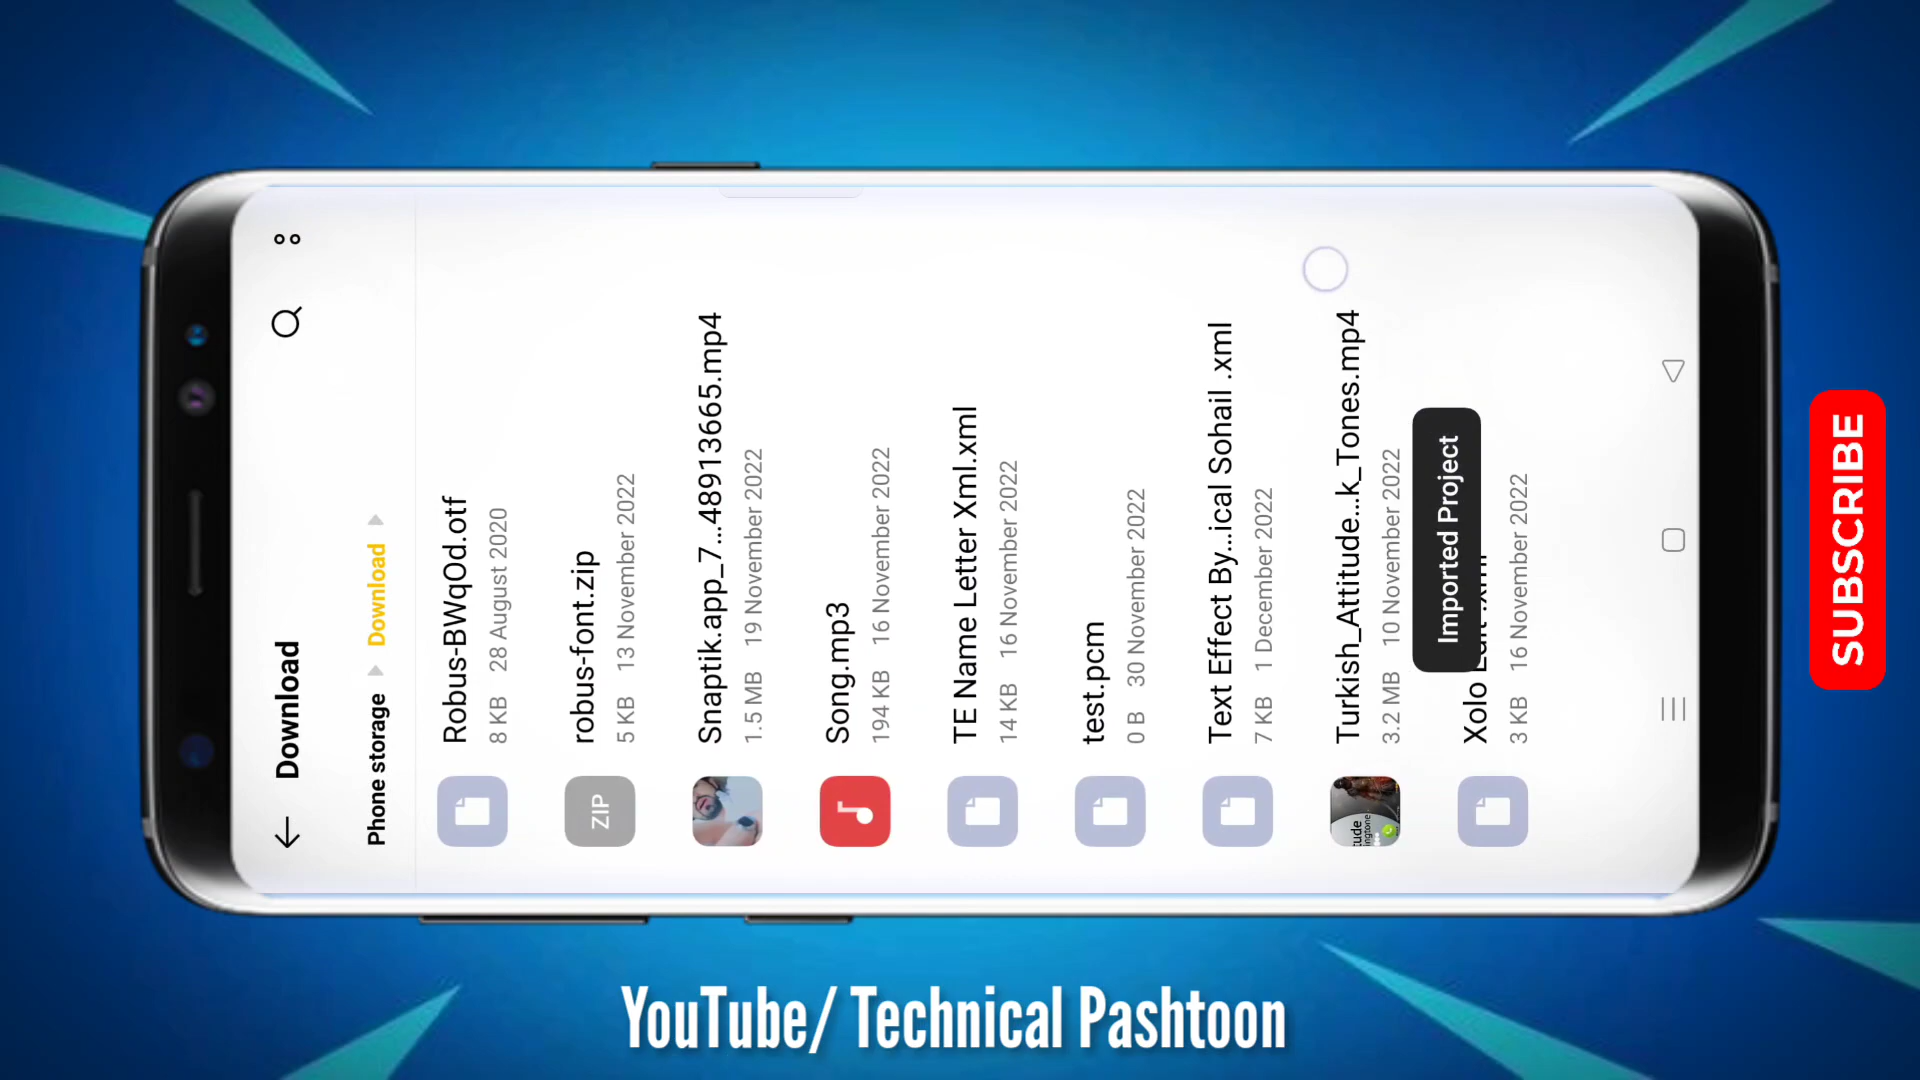 Download
Phone storage
Download
Robus-BWqOd.otf
8 KB 28 August 2020
robus-font.zip
5 KB 13 November 2022
ZIP
Snaptik.app_7...48913665.mp4
1.5 MB 19 November 2022
Song.mp3
194 KB 16 November 2022
TE Name Letter Xml.xml
14 KB 16 November 2022
test.pcm
0 B 30 November 2022
Text Effect By...ical Sohail .xml
7 KB 1 December 2022
Turkish_Attitude...k_Tones.mp4
3.2 MB 10 November 2022
Imported Project
Xolo
3 KB 16 November 2022
SUBSCRIBE
YouTube/ Technical Pashtoon